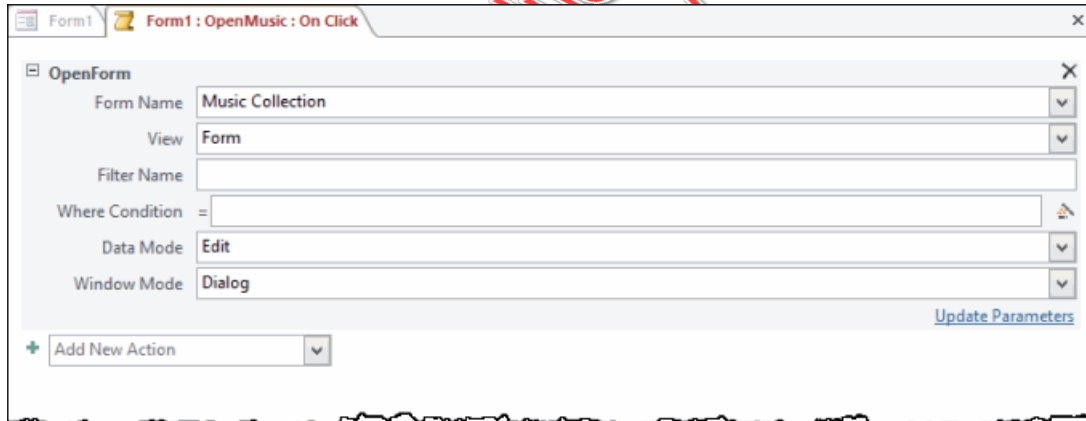 Form1 Form1 : OpenMusic : On Click
OpenForm
Form Name Music Collection
View Form
Filter Name
Where Condition =
Data Mode Edit
Window Mode Dialog
Update Parameters
Add New Action